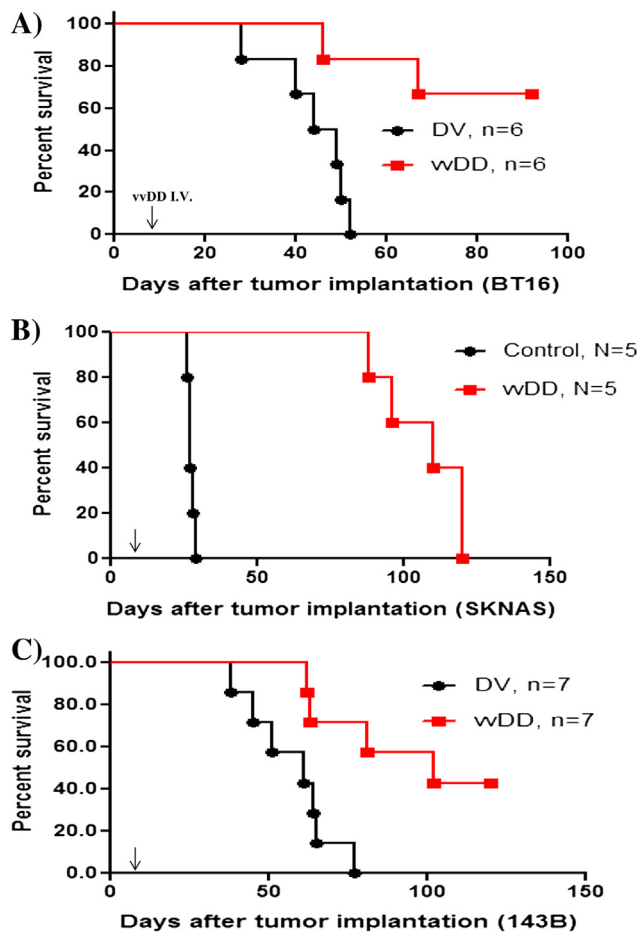 A)
100
80
60
40
20
0
Percent survival
DV, n=6
vvDD, n=6
vvDD I.V.
0 20 40 60 80 100
Days after tumor implantation (BT16)
B)
100
80
60
40
20
0
Percent survival
Control, N=5
vvDD, N=5
0 50 100 150
Days after tumor implantation (SKNAS)
C)
100.0
80.0
60.0
40.0
20.0
0.0
Percent survival
DV, n=7
vvDD, n=7
0 50 100 150
Days after tumor implantation (143B)